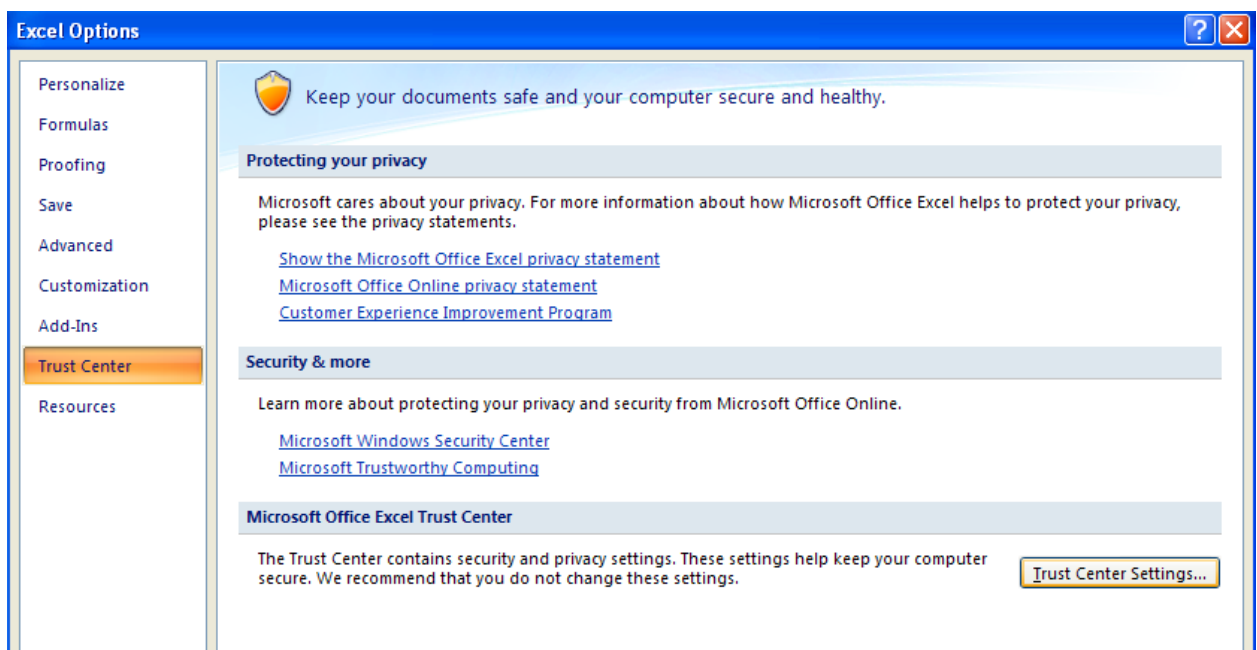 Excel Options
Personalize
Formulas
Proofing
Save
Advanced
Customization
Add-Ins
Trust Center
Resources
Keep your documents safe and your computer secure and healthy.
Protecting your privacy
Microsoft cares about your privacy. For more information about how Microsoft Office Excel helps to protect your privacy,
please see the privacy statements.
Show the Microsoft Office Excel privacy statement
Microsoft Office Online privacy statement
Customer Experience Improvement Program
Security & more
Learn more about protecting your privacy and security from Microsoft Office Online.
Microsoft Windows Security Center
Microsoft Trustworthy Computing
Microsoft Office Excel Trust Center
The Trust Center contains security and privacy settings. These settings help keep your computer
secure. We recommend that you do not change these settings.
Trust Center Settings...